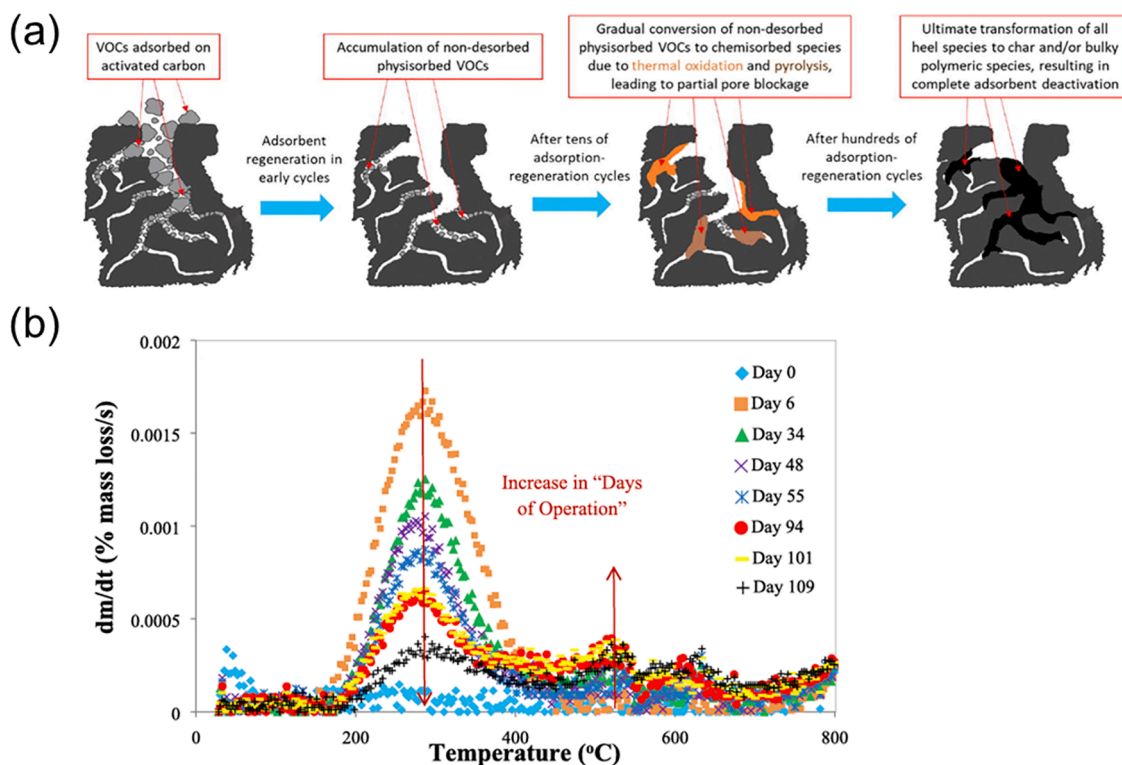 (a)
VOCs adsorbed on
activated carbon
Accumulation of non-desorbed
physisorbed VOCs
Gradual conversion of non-desorbed
physisorbed VOCs to chemisorbed species
due to thermal oxidation and pyrolysis,
leading to partial pore blockage
Ultimate transformation of all
heel species to char and/or bulky
polymeric species, resulting in
complete adsorbent deactivation
Adsorbent
regeneration in
early cycles
After tens of
adsorption-
regeneration cycles
After hundreds of
adsorption-
regeneration cycles
(b)
dm/dt (% mass loss/s)
0.002
0.0015
0.001
0.0005
0
Increase in “Days
of Operation”
Day 0
Day 6
Day 34
Day 48
Day 55
Day 94
Day 101
Day 109
0
200
400
600
800
Temperature (°C)